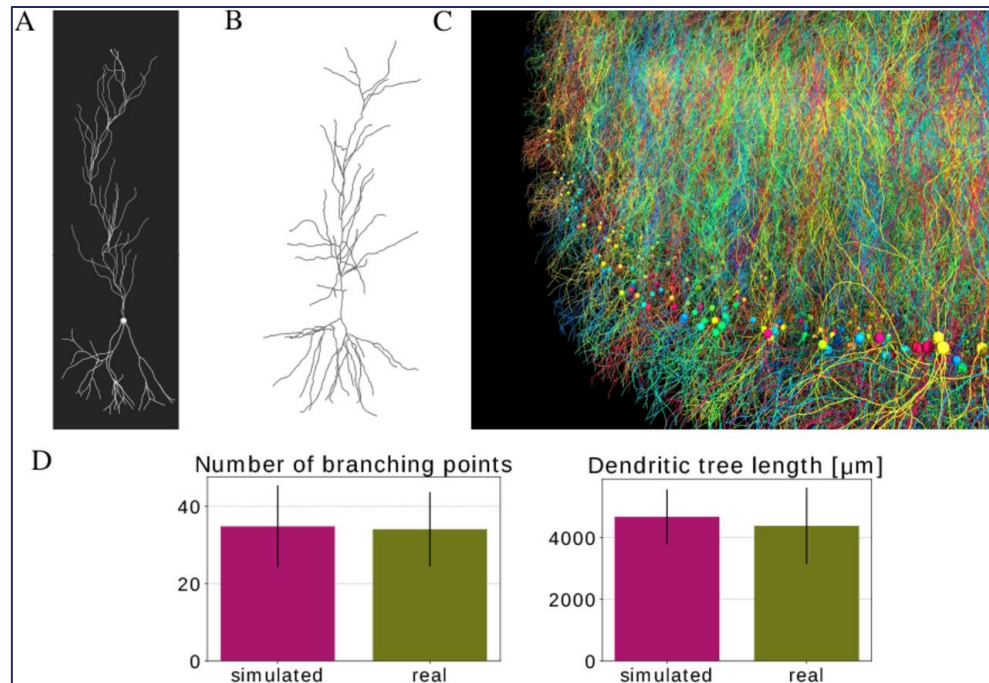 A
B
C
D
Number of branching points
40
20
0
simulated real
Dendritic tree length [µm]
4000
2000
0
simulated real